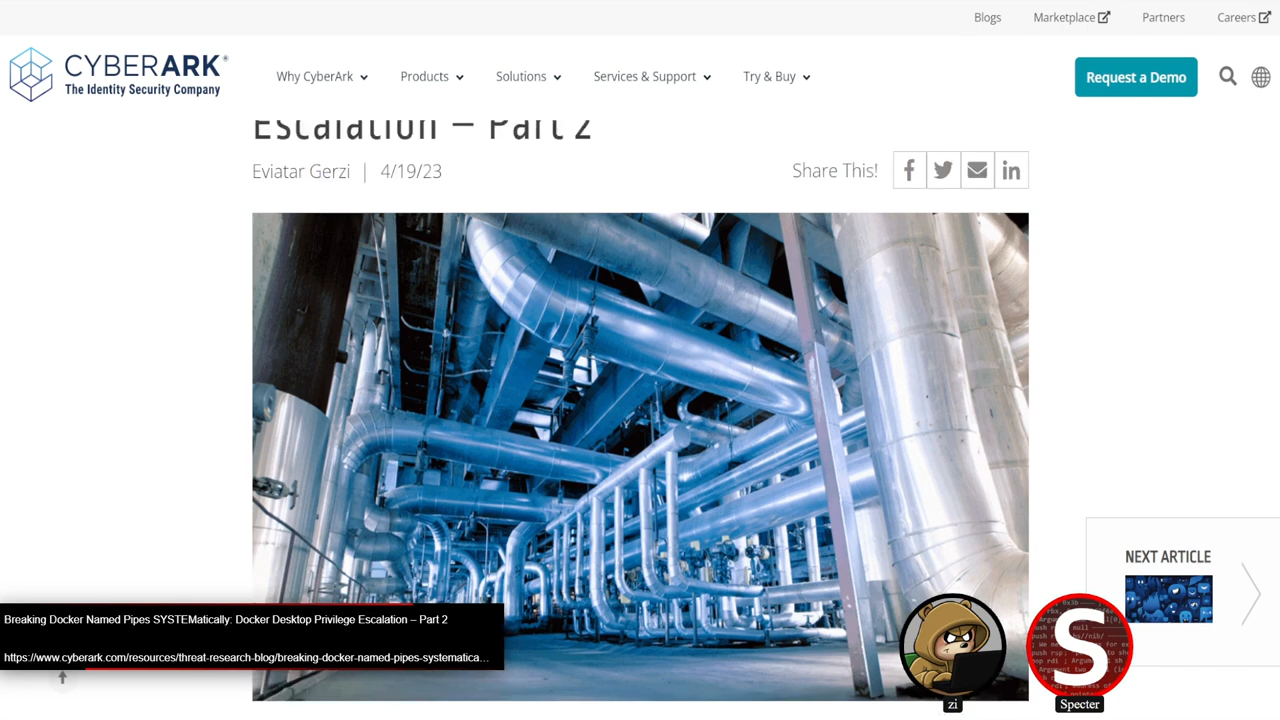 Blogs
Marketplace
Partners
Careers
CYBERARK®
The Identity Security Company
Why CyberArk
Products
Solutions
Services & Support
Try & Buy
Request a Demo
Escalation – Part 2
Eviatar Gerzi | 4/19/23
Share This!
NEXT ARTICLE
Breaking Docker Named Pipes SYSTEMatically: Docker Desktop Privilege Escalation – Part 2
https://www.cyberark.com/resources/threat-research-blog/breaking-docker-named-pipes-systematica…
zi
S
Specter